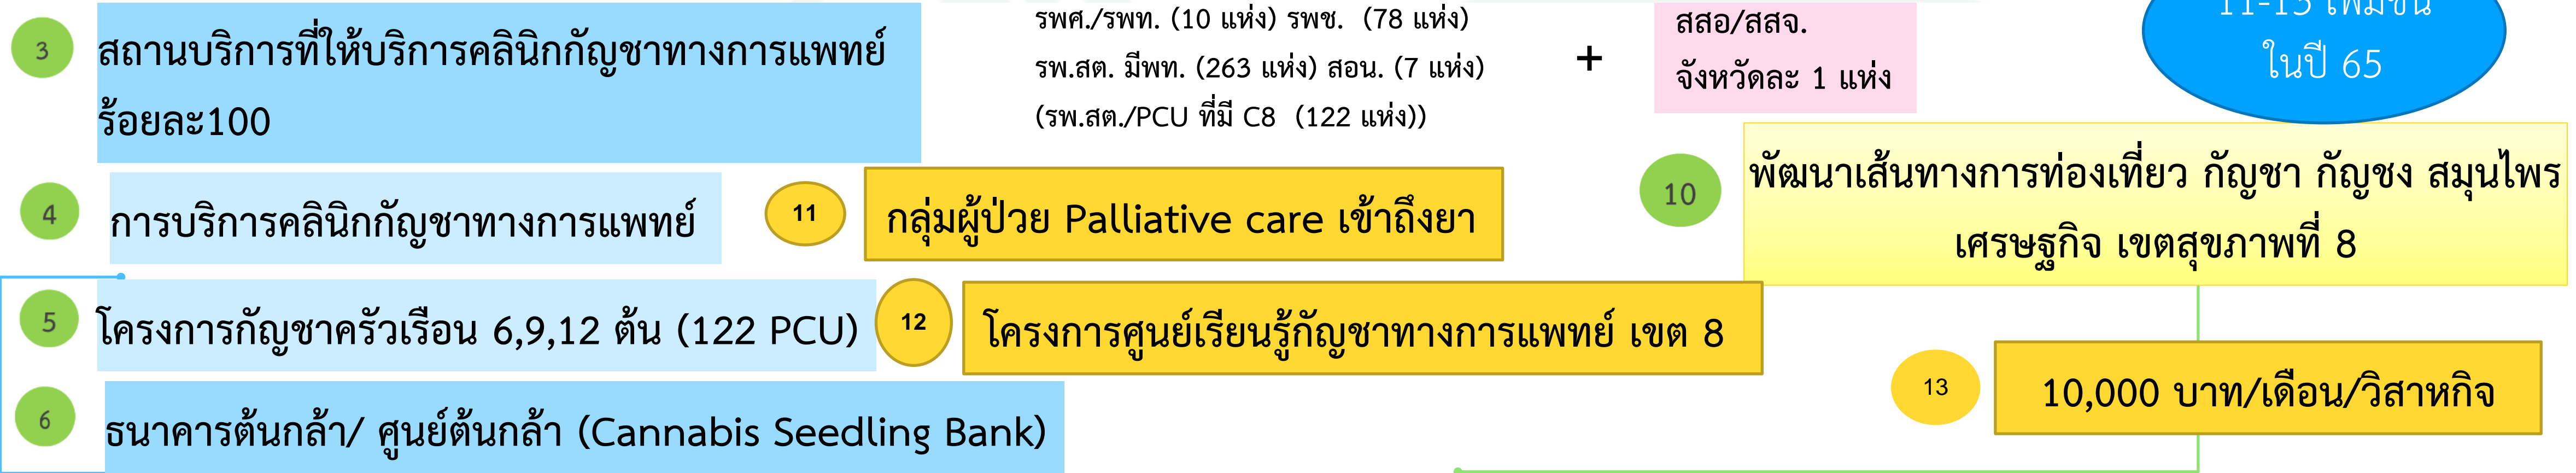 3
สถานบริการที่ให้บริการคลินิกกัญชาทางการแพทย์
ร้อยละ100
รพศ./รพท. (10 แห่ง) รพช. (78 แห่ง)
รพ.สต. มีพท. (263 แห่ง) สอน. (7 แห่ง)
(รพ.สต./PCU ที่มี C8 (122 แห่ง))
+
สสอ/สสจ.
จังหวัดละ 1 แห่ง
11-13 เพิ่มขึ้น
ในปี 65
4
การบริการคลินิกกัญชาทางการแพทย์
11
กลุ่มผู้ป่วย Palliative care เข้าถึงยา
10
พัฒนาเส้นทางการท่องเที่ยว กัญชา กัญชง สมุนไพร
เศรษฐกิจ เขตสุขภาพที่ 8
5
โครงการกัญชาครัวเรือน 6,9,12 ต้น (122 PCU)
12
โครงการศูนย์เรียนรู้กัญชาทางการแพทย์ เขต 8
13
10,000 บาท/เดือน/วิสาหกิจ
6
ธนาคารต้นกล้า/ ศูนย์ต้นกล้า (Cannabis Seedling Bank)